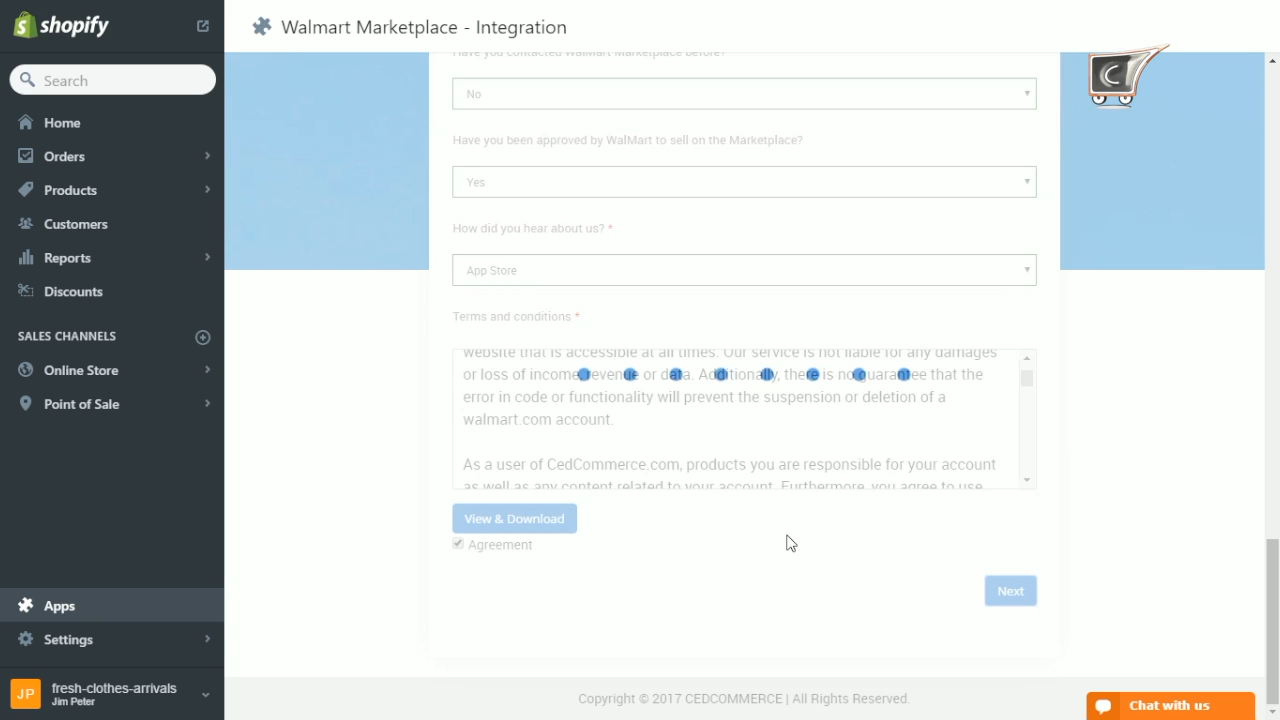 shopify
Search
Home
Orders
Products
Customers
Reports
Discounts
SALES CHANNELS
Online Store
Point of Sale
Apps
Settings
JP
fresh-clothes-arrivals
Jim Peter
Walmart Marketplace - Integration
Have you contacted WalMart Marketplace before?
No
Have you been approved by WalMart to sell on the Marketplace?
Yes
How did you hear about us? *
App Store
Terms and conditions *
website that is accessible at all times. Our service is not liable for any damages
or loss of income, revenue or data. Additionally, there is no guarantee that the
error in code or functionality will prevent the suspension or deletion of a
walmart.com account.
As a user of CedCommerce.com, products you are responsible for your account
as well as any content related to your account. Furthermore, you agree to use
View & Download
Agreement
Next
Copyright © 2017 CEDCOMMERCE | All Rights Reserved.
Chat with us
C